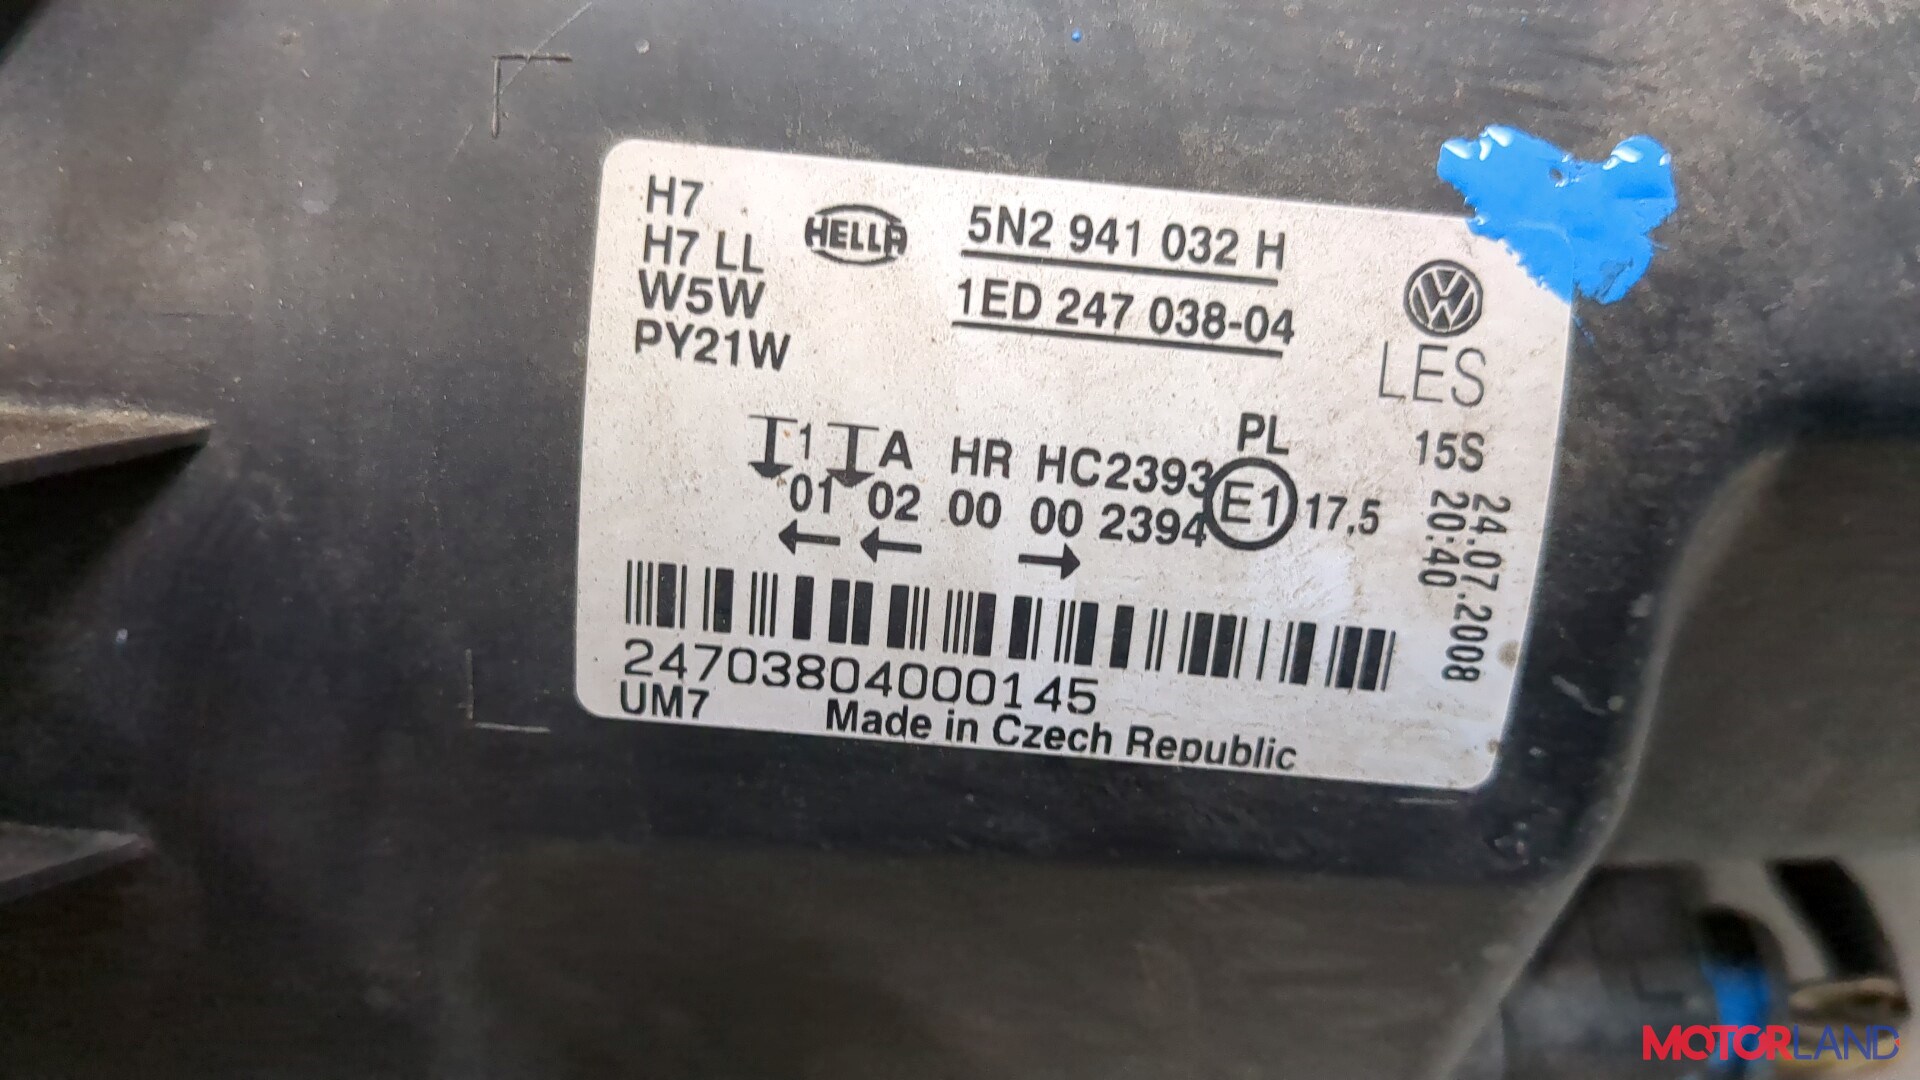 H7
H7 LL
W5W
PY21W
HELLA
5N2 941 032 H
1ED 247 038-04
LES
15S
24.07.2008
20:40
PL
1 A HR HC2393
01 02 00 00 2394 E1 17,5
24703804000145
UM7 Made in Czech Republic
MOTORLAND